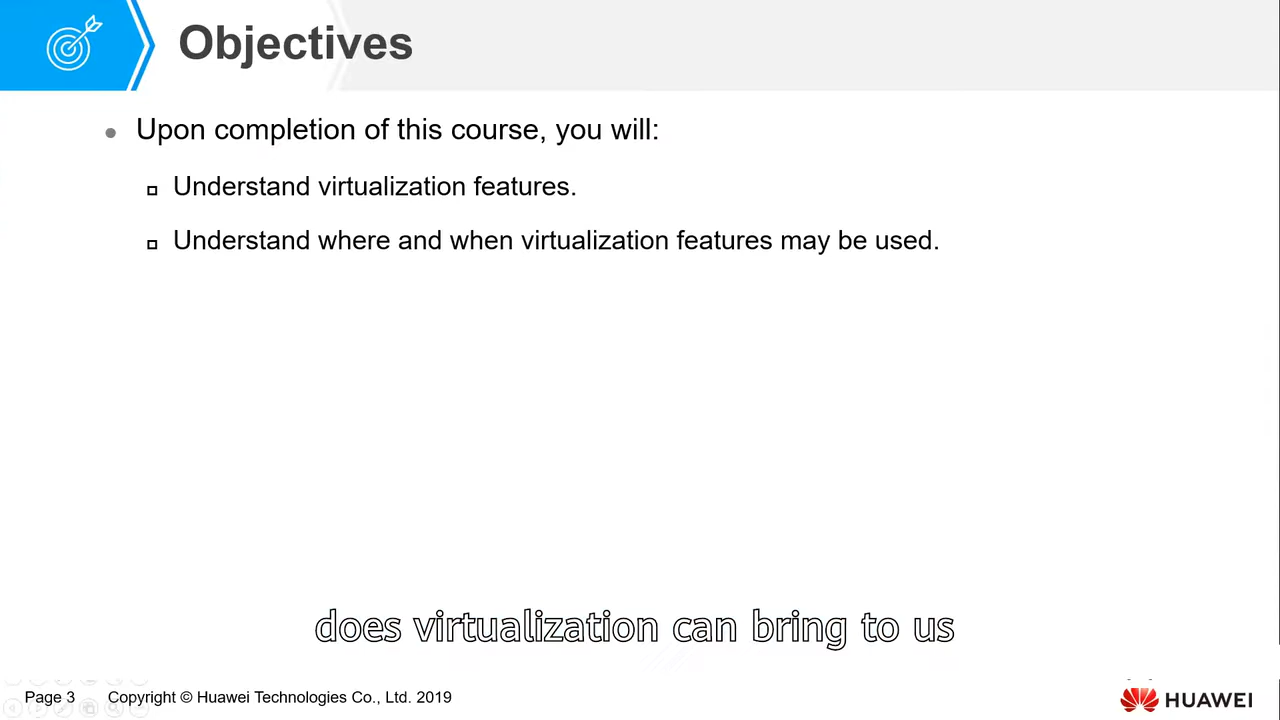 Objectives
Upon completion of this course, you will:
Understand virtualization features.
Understand where and when virtualization features may be used.
does virtualization can bring to us
Page 3
Copyright © Huawei Technologies Co., Ltd. 2019
HUAWEI